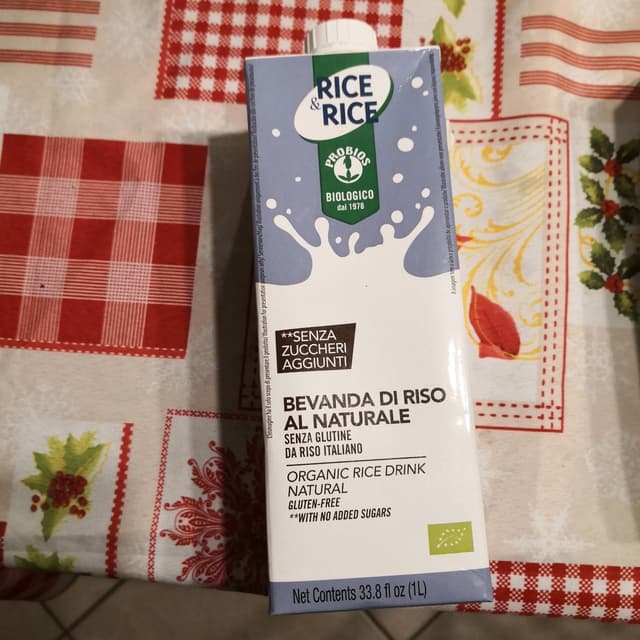 RICE
&
RICE
PROBIOS
BIOLOGICO
dal 1978
**SENZA
ZUCCHERI
AGGIUNTI
BEVANDA DI RISO
AL NATURALE
SENZA GLUTINE
DA RISO ITALIANO
ORGANIC RICE DRINK
NATURAL
GLUTEN-FREE
**WITH NO ADDED SUGARS
Net Contents 33.8 fl oz (1L)